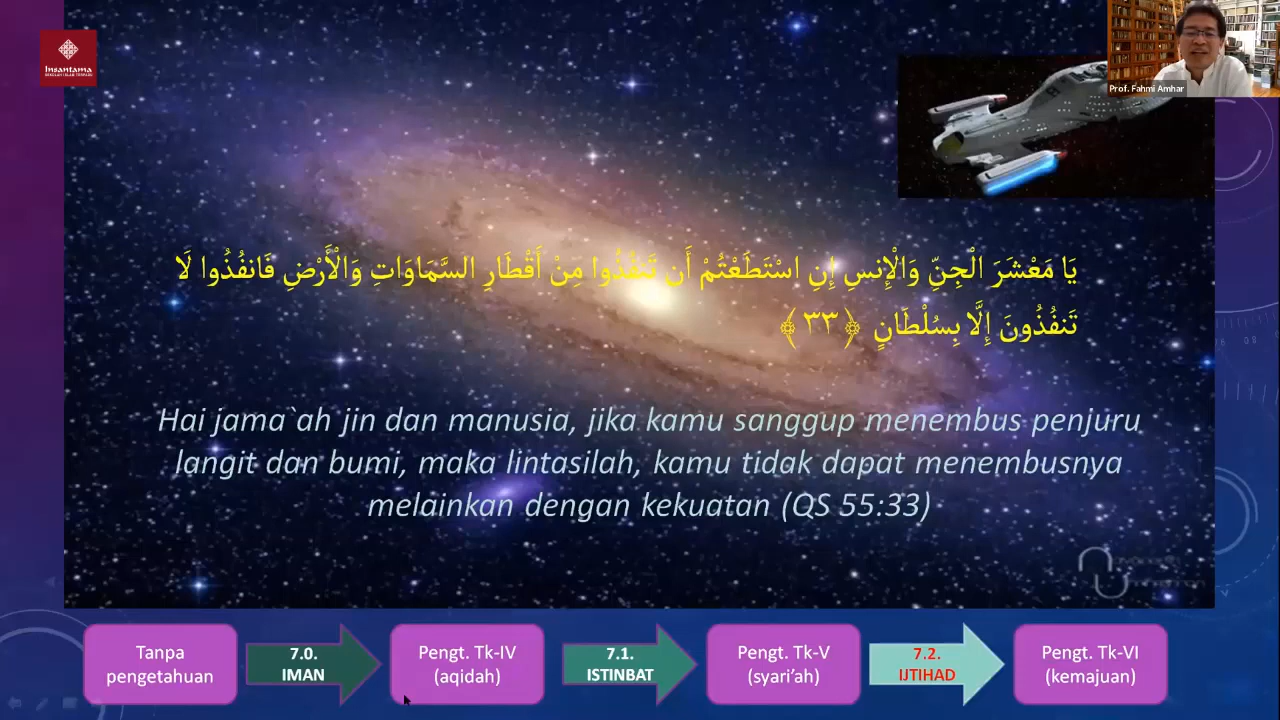 Insantama
SEKOLAH ISLAM TERPADU
Prof. Fahmi Amhar
يَا مَعْشَرَ الْجِنِّ وَالْإِنسِ إِنِ اسْتَطَعْتُمْ أَن تَنفُذُوا مِنْ أَقْطَارِ السَّمَاوَاتِ وَالْأَرْضِ فَانفُذُوا لَا
تَنفُذُونَ إِلَّا بِسُلْطَانٍ ﴿٣٣﴾
Hai jama`ah jin dan manusia, jika kamu sanggup menembus penjuru
langit dan bumi, maka lintasilah, kamu tidak dapat menembusnya
melainkan dengan kekuatan (QS 55:33)
Tanpa
pengetahuan
7.0.
IMAN
Pengt. Tk-IV
(aqidah)
7.1.
ISTINBAT
Pengt. Tk-V
(syari’ah)
7.2.
IJTIHAD
Pengt. Tk-VI
(kemajuan)